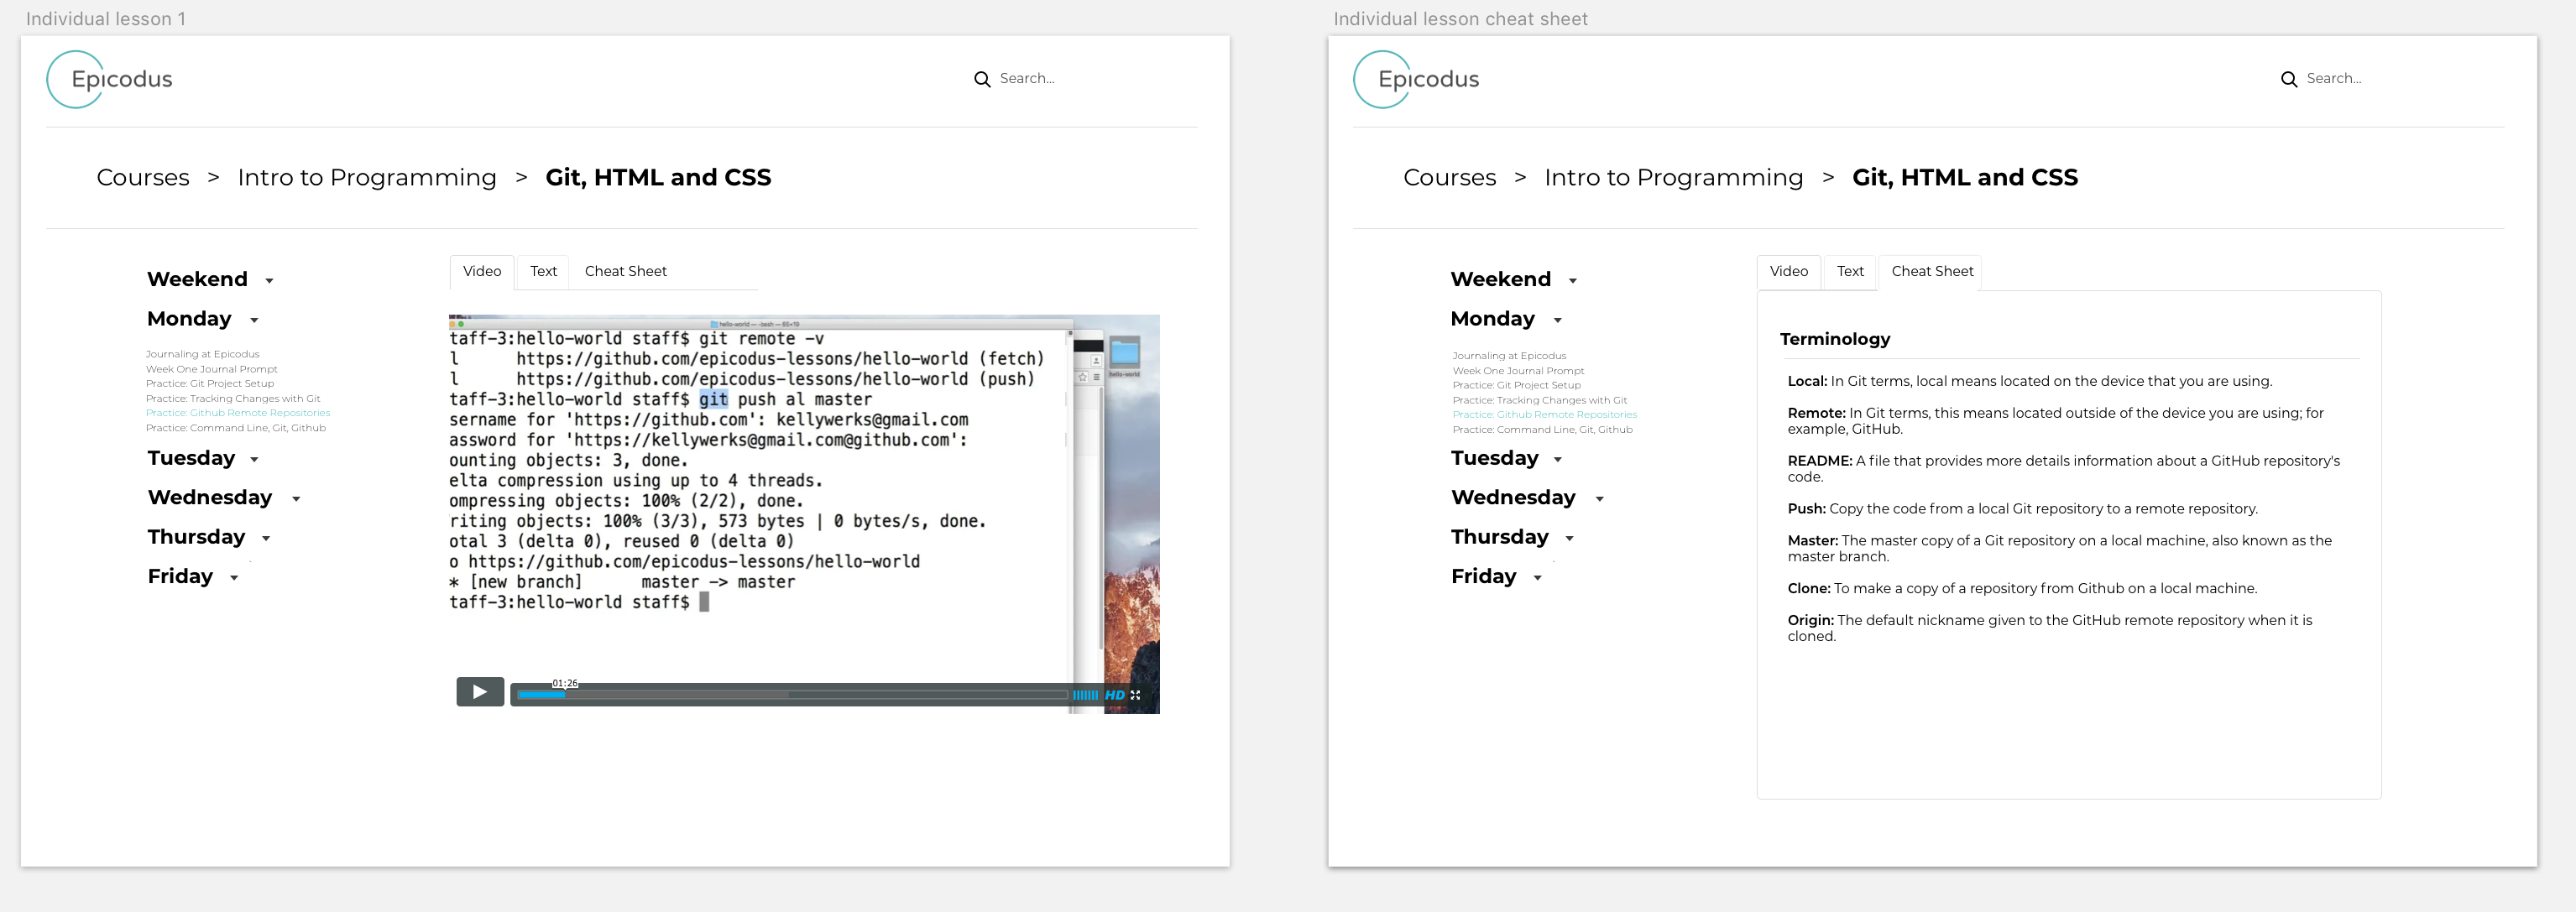 Individual lesson 1
Epicodus
Search...
Courses > Intro to Programming > Git, HTML and CSS
Weekend
Monday
Journaling at Epicodus
Week One Journal Prompt
Practice: Git Project Setup
Practice: Tracking Changes with Git
Practice: Github Remote Repositories
Practice: Command Line, Git, Github
Tuesday
Wednesday
Thursday
Friday
Video Text Cheat Sheet
hello-world — -bash — 65×19
taff-3:hello-world staff$ git remote -v
l https://github.com/epicodus-lessons/hello-world (fetch)
l https://github.com/epicodus-lessons/hello-world (push)
taff-3:hello-world staff$ git push al master
sername for 'https://github.com': kellywerks@gmail.com
assword for 'https://kellywerks@gmail.com@github.com':
ounting objects: 3, done.
elta compression using up to 4 threads.
ompressing objects: 100% (2/2), done.
riting objects: 100% (3/3), 573 bytes | 0 bytes/s, done.
otal 3 (delta 0), reused 0 (delta 0)
o https://github.com/epicodus-lessons/hello-world
* [new branch] master -> master
taff-3:hello-world staff$
hello-world
01:26
HD
Individual lesson cheat sheet
Epicodus
Search...
Courses > Intro to Programming > Git, HTML and CSS
Weekend
Monday
Journaling at Epicodus
Week One Journal Prompt
Practice: Git Project Setup
Practice: Tracking Changes with Git
Practice: Github Remote Repositories
Practice: Command Line, Git, Github
Tuesday
Wednesday
Thursday
Friday
Video Text Cheat Sheet
Terminology
Local: In Git terms, local means located on the device that you are using.
Remote: In Git terms, this means located outside of the device you are using; for
example, GitHub.
README: A file that provides more details information about a GitHub repository's
code.
Push: Copy the code from a local Git repository to a remote repository.
Master: The master copy of a Git repository on a local machine, also known as the
master branch.
Clone: To make a copy of a repository from Github on a local machine.
Origin: The default nickname given to the GitHub remote repository when it is
cloned.